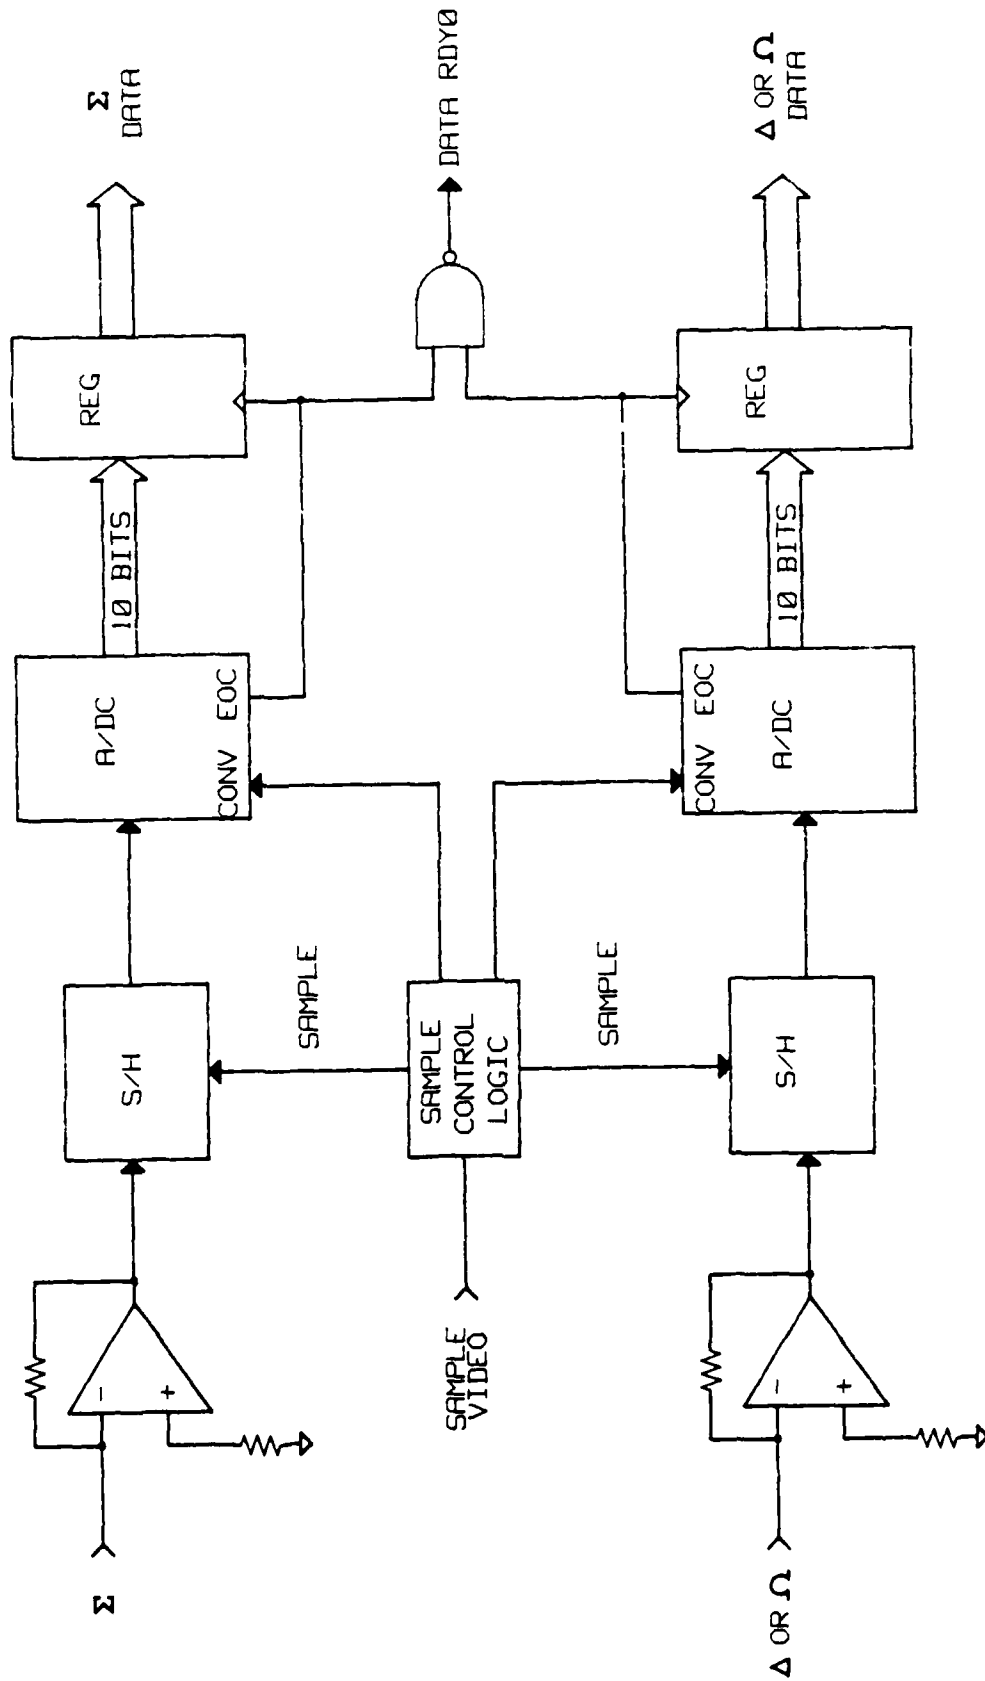 Σ
-
+
S/H
A/DC
CONV EOC
10 BITS
REG
Σ
DATA
SAMPLE
SAMPLE
VIDEO
SAMPLE
CONTROL
LOGIC
DATA RDY0
SAMPLE
Δ OR Ω
-
+
S/H
A/DC
CONV EOC
10 BITS
REG
Δ OR Ω
DATA